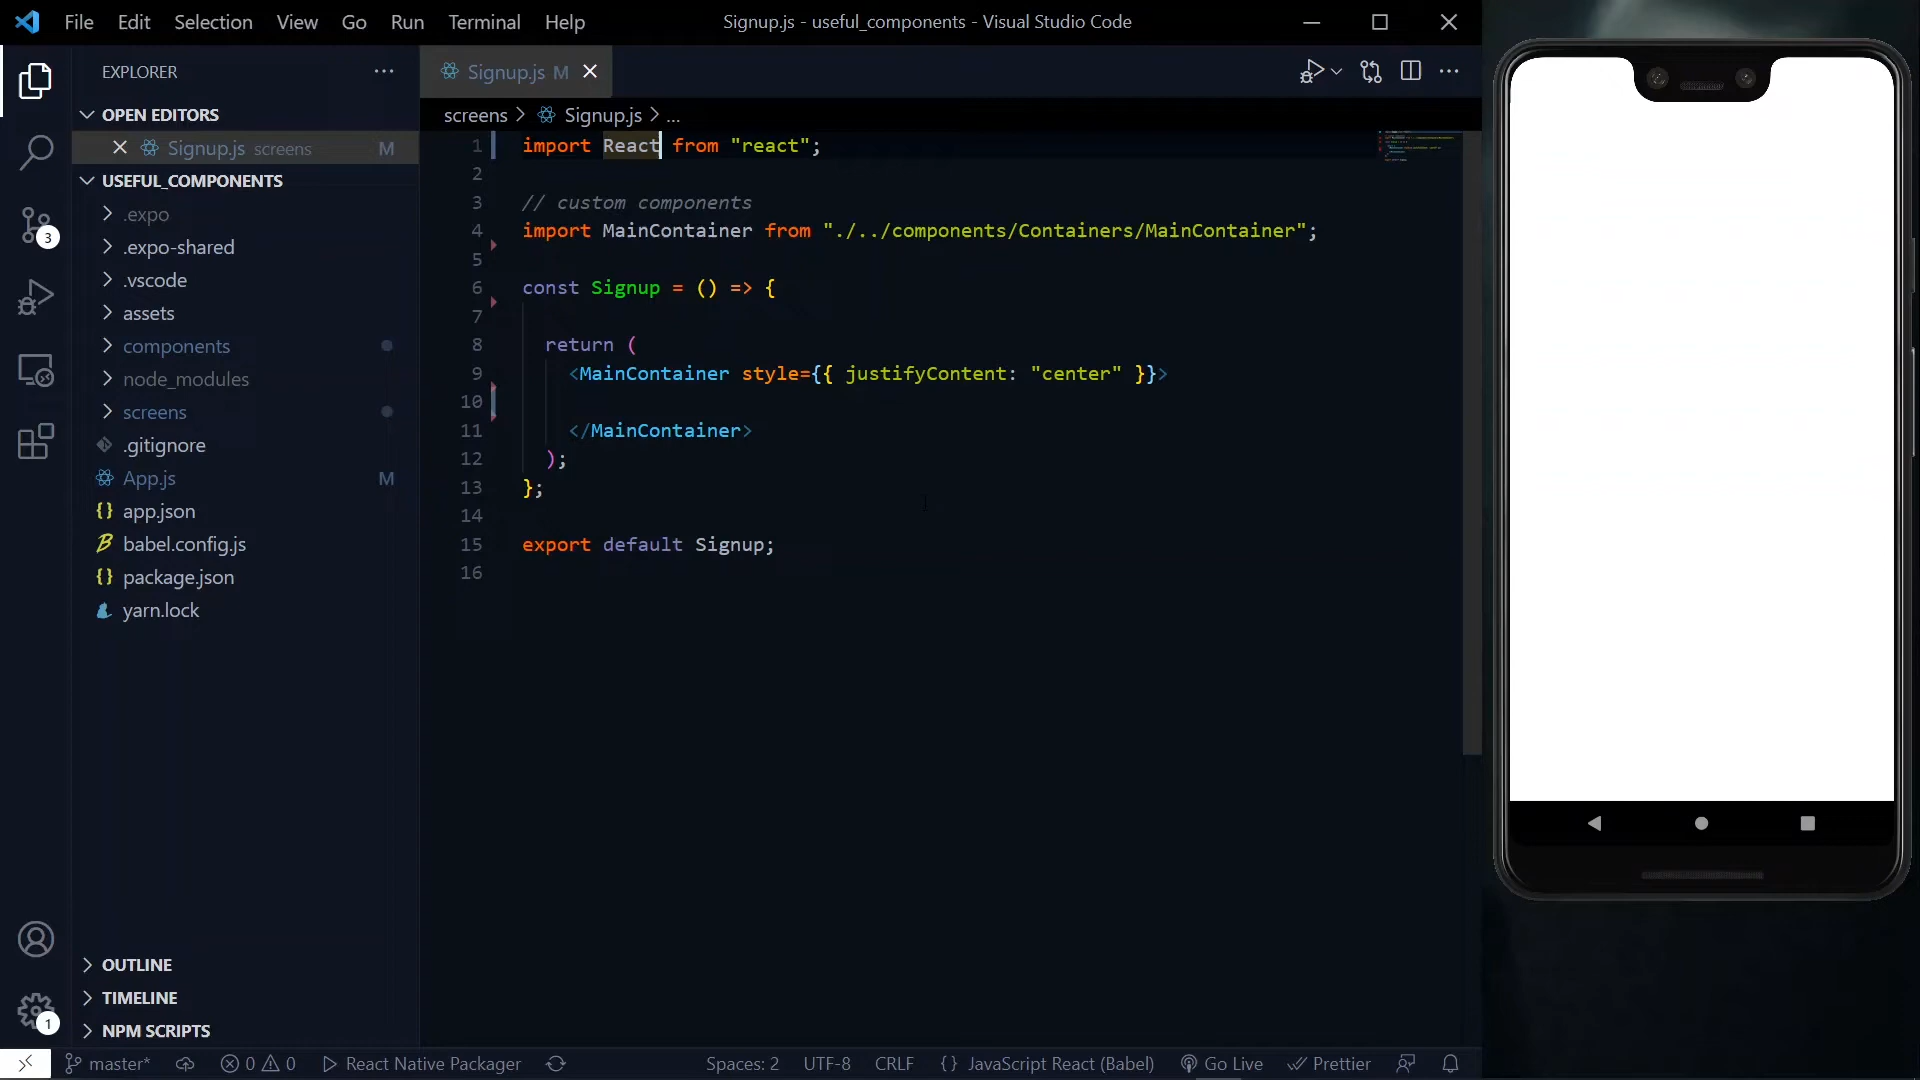 File Edit Selection View Go Run Terminal Help
Signup.js - useful_components - Visual Studio Code
EXPLORER
OPEN EDITORS
Signup.js screens M
USEFUL_COMPONENTS
.expo
.expo-shared
.vscode
assets
components
node_modules
screens
.gitignore
App.js M
app.json
babel.config.js
package.json
yarn.lock
OUTLINE
TIMELINE
NPM SCRIPTS
3
1
Signup.js M
screens > Signup.js > ...
1 import React from "react";
2
3 // custom components
4 import MainContainer from "./../components/Containers/MainContainer";
5
6 const Signup = () => {
7
8 return (
9 <MainContainer style={{ justifyContent: "center" }}>
10
11 </MainContainer>
12 );
13 };
14
15 export default Signup;
16
master* 0 0 React Native Packager Spaces: 2 UTF-8 CRLF {} JavaScript React (Babel) Go Live Prettier